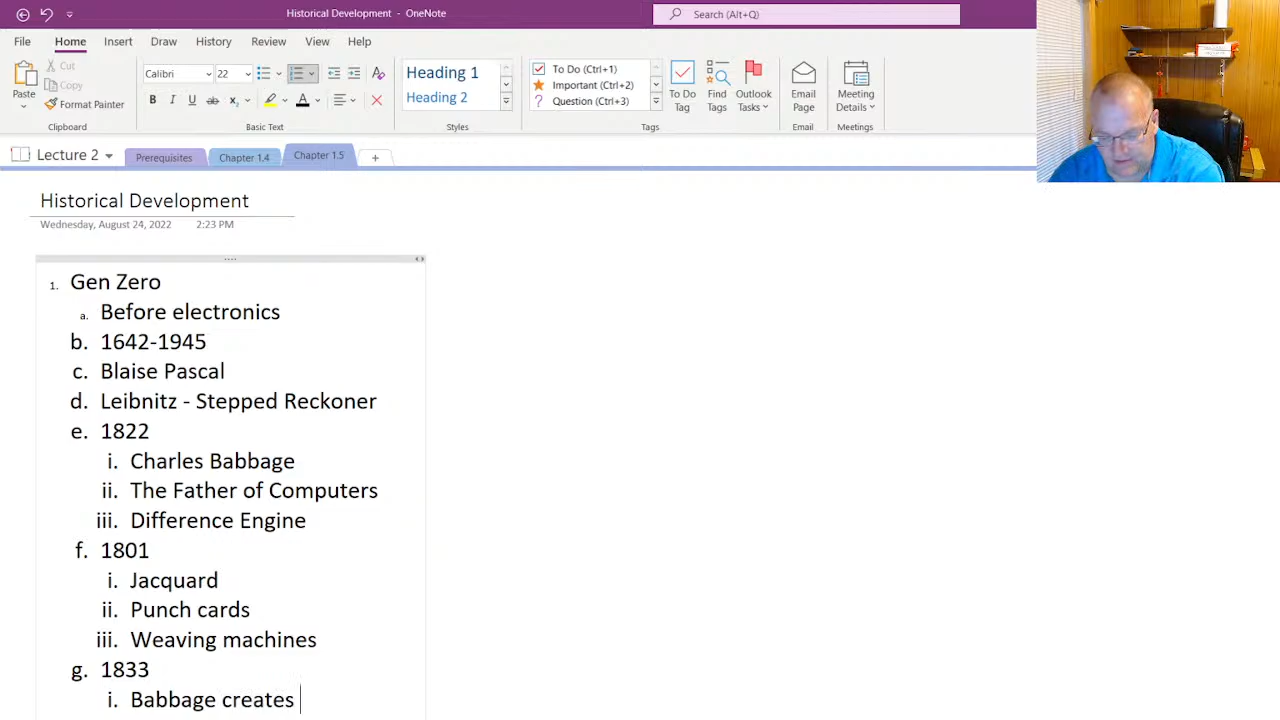 Historical Development - OneNote
Search (Alt+Q)
File Home Insert Draw History Review View Help
Paste
Cut
Copy
Format Painter
Clipboard
Calibri 22
B I U ab x₂ A
Basic Text
Heading 1
Heading 2
Styles
To Do (Ctrl+1)
Important (Ctrl+2)
Question (Ctrl+3)
To Do Tag
Find Tags
Outlook Tasks
Tags
Email Page
Email
Meeting Details
Meetings
Lecture 2 Prerequisites Chapter 1.4 Chapter 1.5 +
Historical Development
Wednesday, August 24, 2022 2:23 PM
1. Gen Zero
a. Before electronics
b. 1642-1945
c. Blaise Pascal
d. Leibnitz - Stepped Reckoner
e. 1822
i. Charles Babbage
ii. The Father of Computers
iii. Difference Engine
f. 1801
i. Jacquard
ii. Punch cards
iii. Weaving machines
g. 1833
i. Babbage creates